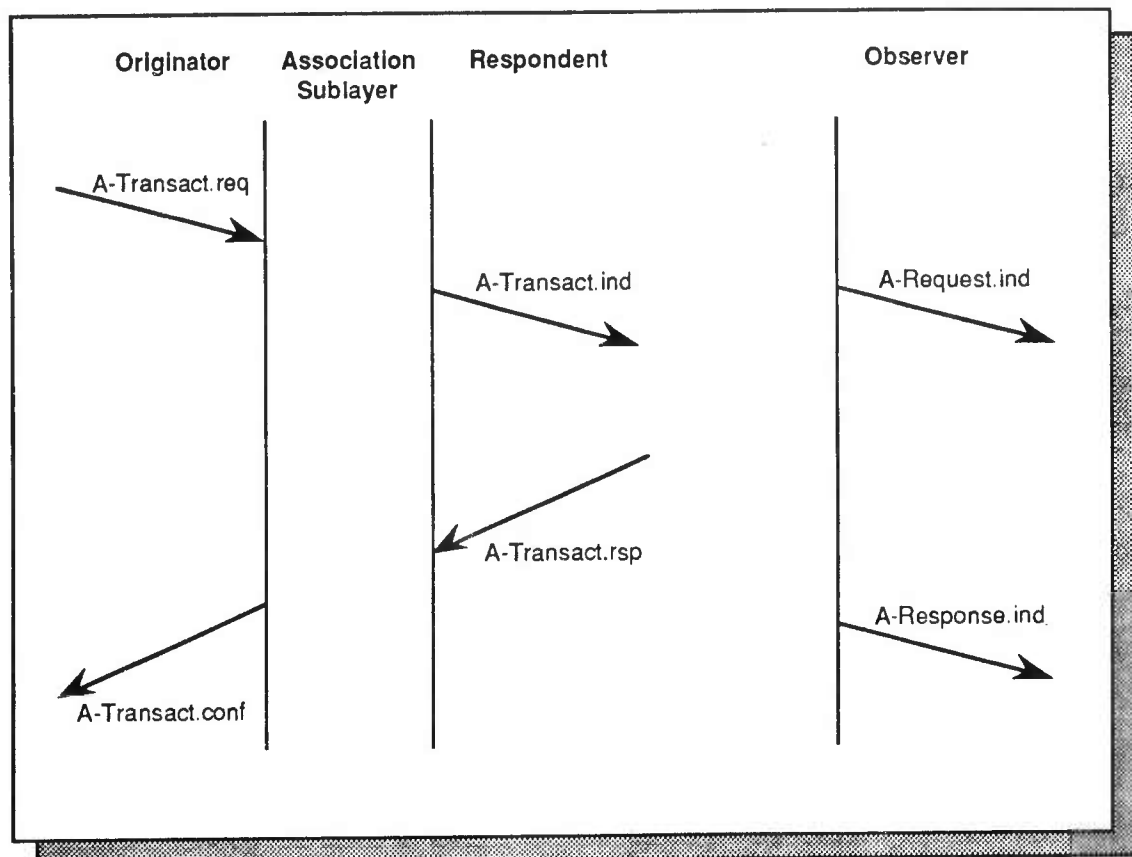 Originator
Association
Sublayer
Respondent
Observer
A-Transact.req
A-Transact.ind
A-Request.ind
A-Transact.rsp
A-Response.ind
A-Transact.conf